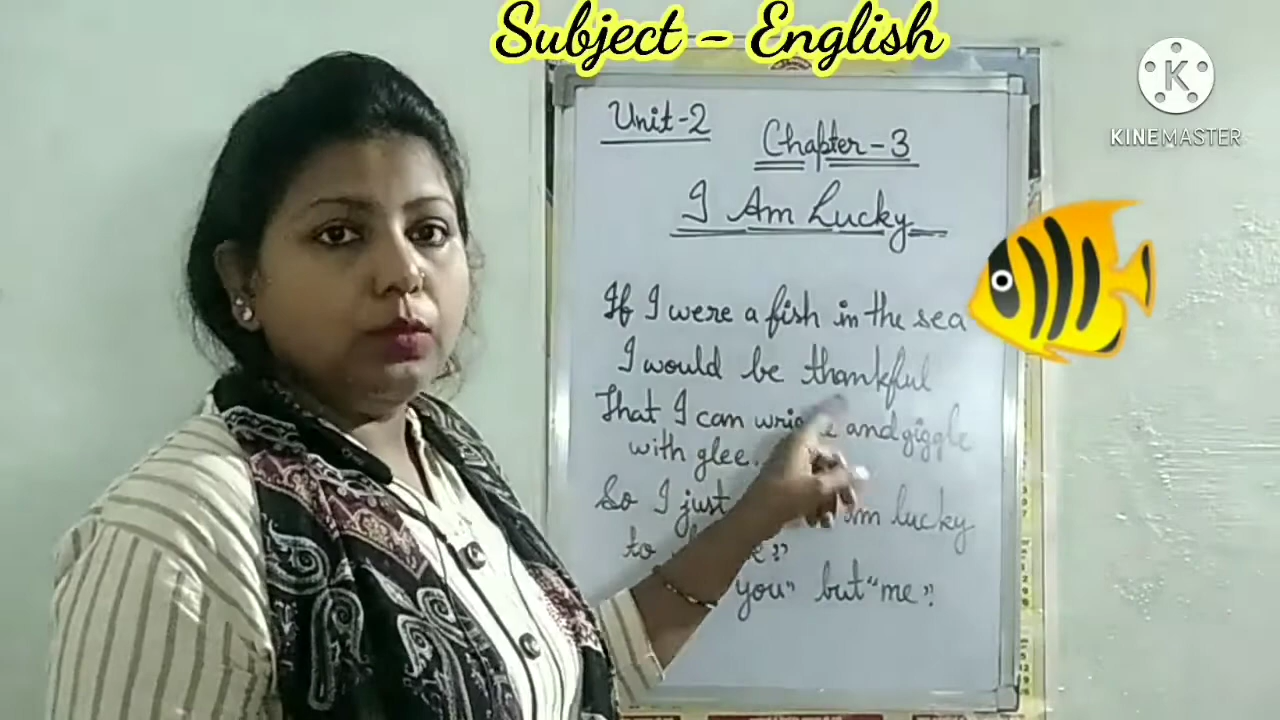 Subject - English
KINEMASTER
Unit-2
Chapter-3
I Am Lucky
If I were a fish in the sea
I would be thankful
That I can and giggle
with glee.
So I just am lucky
to
you" but "me".